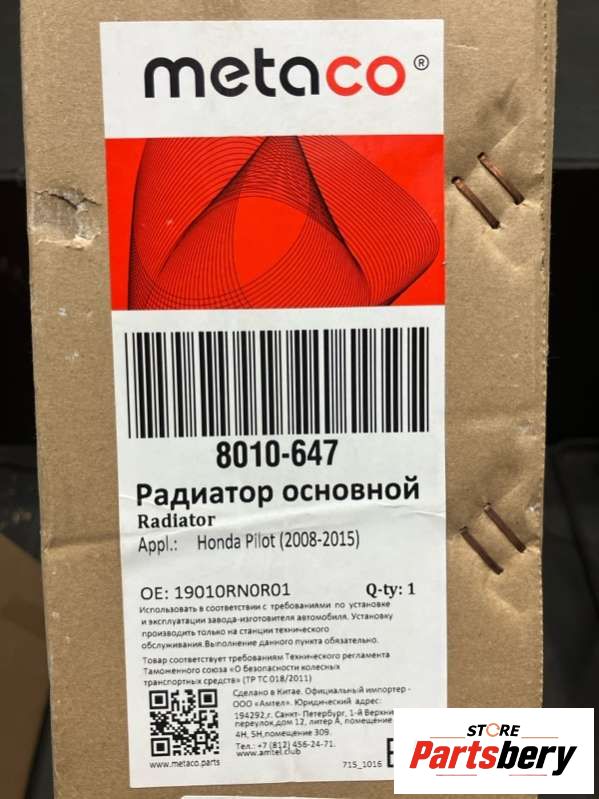 metaco®
8010-647
Радиатор основной
Radiator
Appl.: Honda Pilot (2008-2015)
OE: 19010RN0R01 Q-ty: 1
Использовать в соответствии с требованиями по установке
и эксплуатации завода-изготовителя автомобиля. Установку
производить только на станции технического
обслуживания.Выполнение данного пункта обязательно.
Товар соответствует требованиям Технического регламента
Таможенного союза «О безопасности колесных
транспортных средств» (ТР ТС 018/2011)
Сделано в Китае. Официальный импортер -
ООО «Амтел». Юридический адрес:
194292,г. Санкт- Петербург, 1-й Верхний
переулок,дом 12, литер А, помещение
4Н, 5Н,помещение 309.
Тел.: +7 (812) 456-24-71.
www.amtel.club
www.metaco.parts
715_1016
STORE
Partsbery